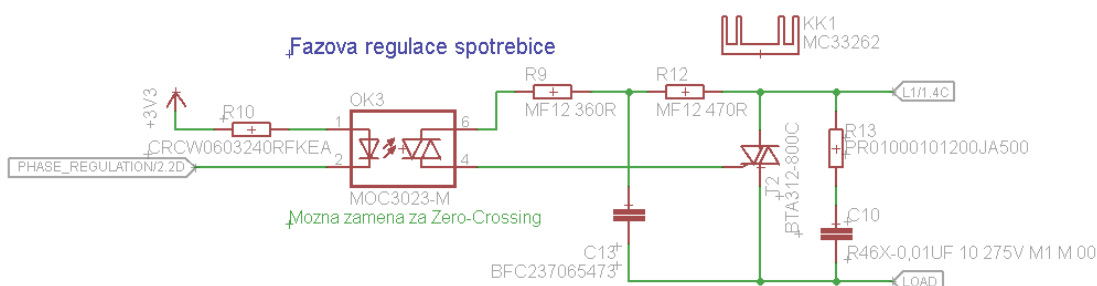 KK1
MC33262
Fazova regulace spotrebice
R9
MF12 360R
R12
MF12 470R
L1/1.4C
+3V3
R10
CRCW0603240RFKEA
OK3
1
6
2
4
MOC3023-M
PHASE_REGULATION/2.2D
Mozna zamena za Zero-Crossing
J2
BTA312-800C
R13
PR01000101200JA500
C13
BFC237065473
C10
R46X-0,01UF 10 275V M1 M 00
LOAD